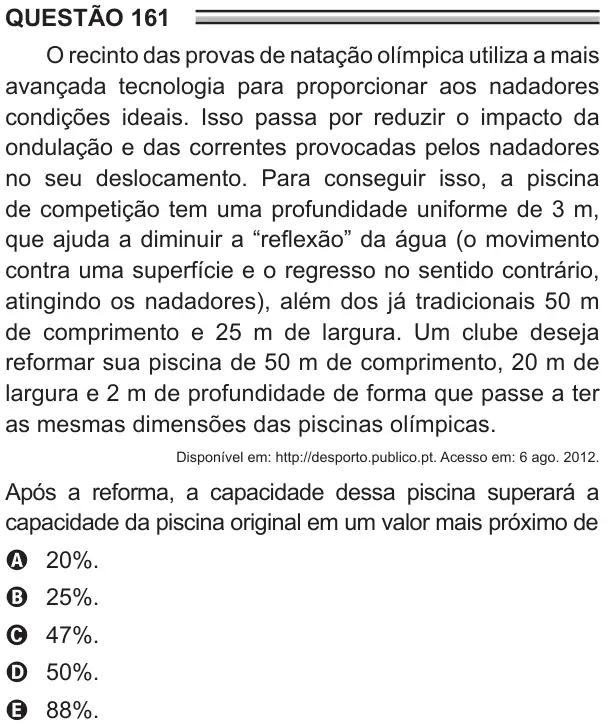 QUESTÃO 161
O recinto das provas de natação olímpica utiliza a mais
avançada tecnologia para proporcionar aos nadadores
condições ideais. Isso passa por reduzir o impacto da
ondulação e das correntes provocadas pelos nadadores
no seu deslocamento. Para conseguir isso, a piscina
de competição tem uma profundidade uniforme de 3 m,
que ajuda a diminuir a “reflexão” da água (o movimento
contra uma superfície e o regresso no sentido contrário,
atingindo os nadadores), além dos já tradicionais 50 m
de comprimento e 25 m de largura. Um clube deseja
reformar sua piscina de 50 m de comprimento, 20 m de
largura e 2 m de profundidade de forma que passe a ter
as mesmas dimensões das piscinas olímpicas.
Disponível em: http://desporto.publico.pt. Acesso em: 6 ago. 2012.
Após a reforma, a capacidade dessa piscina superará a
capacidade da piscina original em um valor mais próximo de
A 20%.
B 25%.
C 47%.
D 50%.
E 88%.